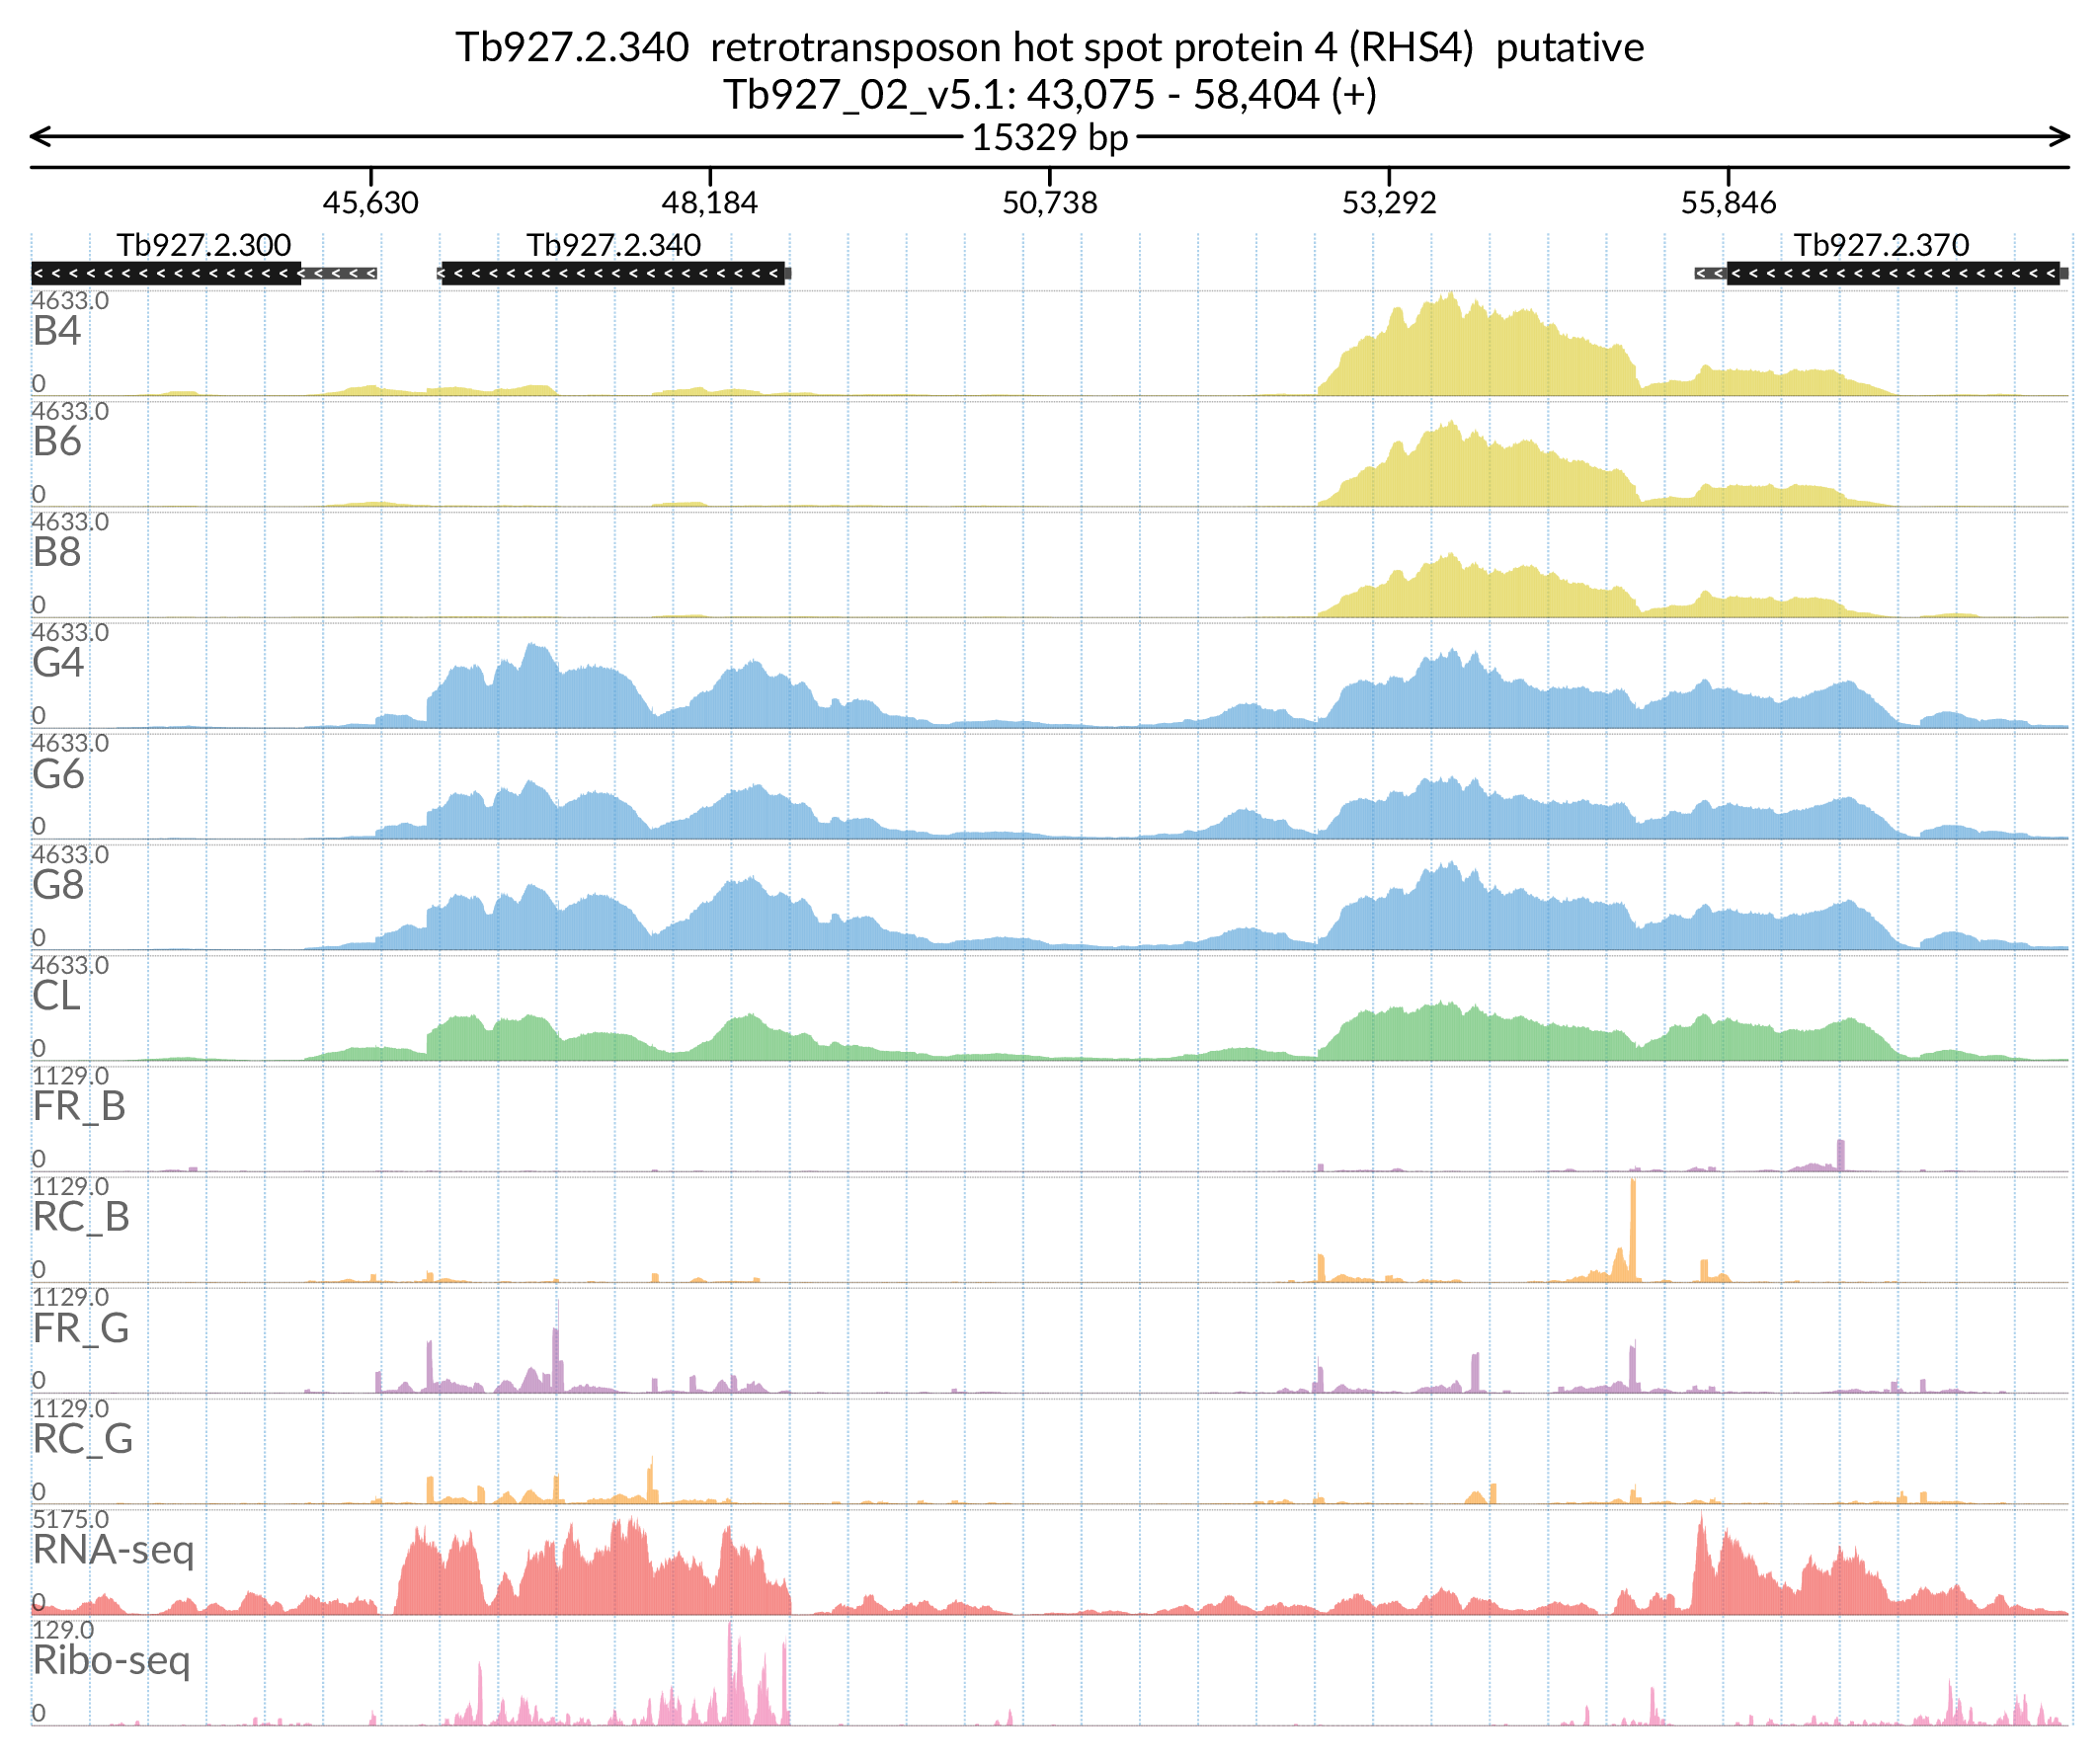 Tb927.2.340 retrotransposon hot spot protein 4 (RHS4) putative
Tb927_02_v5.1: 43,075 - 58,404 (+)
15329 bp
45,630 48,184 50,738 53,292 55,846
Tb927.2.300 Tb927.2.340 Tb927.2.370
4633.0
B4
0
4633.0
B6
0
4633.0
B8
0
4633.0
G4
0
4633.0
G6
0
4633.0
G8
0
4633.0
CL
0
1129.0
FR_B
0
1129.0
RC_B
0
1129.0
FR_G
0
1129.0
RC_G
0
5175.0
RNA-seq
0
129.0
Ribo-seq
0